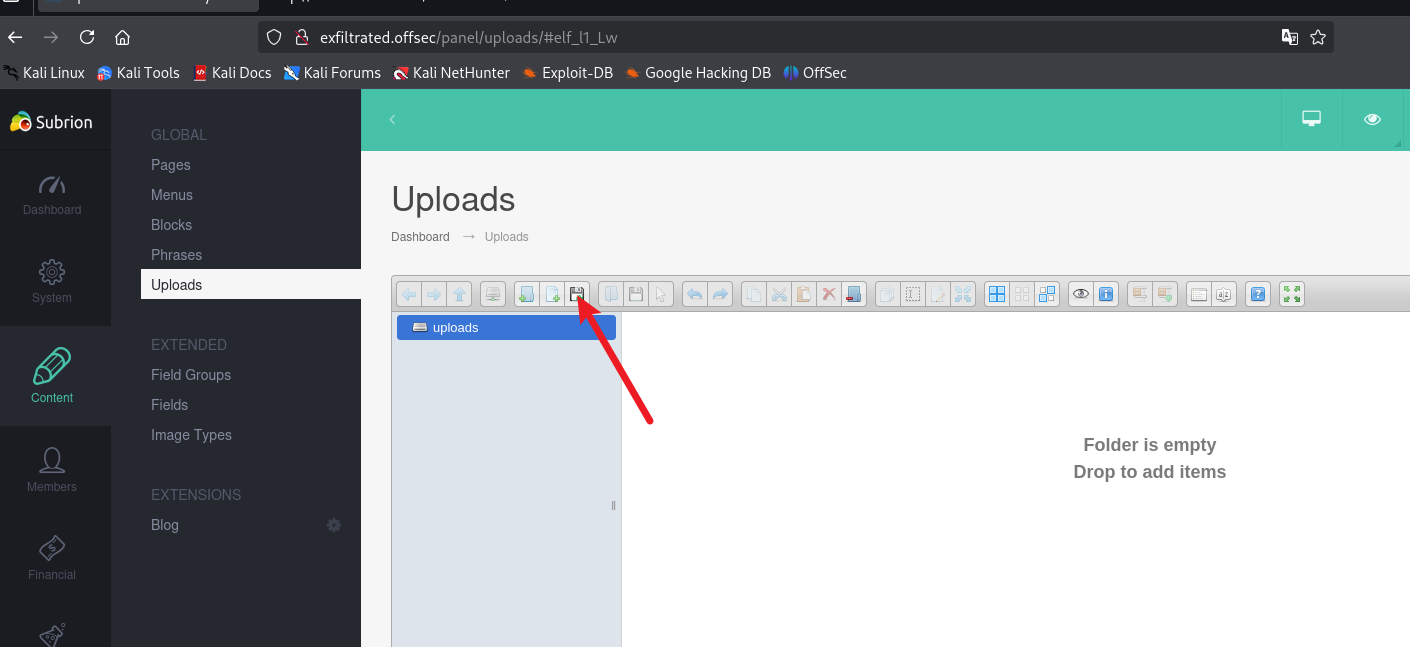 exfiltrated.offsec/panel/uploads/#elf_l1_Lw
Kali Linux Kali Tools Kali Docs Kali Forums Kali NetHunter Exploit-DB Google Hacking DB OffSec
Subrion
Dashboard
System
Content
Members
Financial
GLOBAL
Pages
Menus
Blocks
Phrases
Uploads
EXTENDED
Field Groups
Fields
Image Types
EXTENSIONS
Blog
Uploads
Dashboard → Uploads
uploads
Folder is empty
Drop to add items